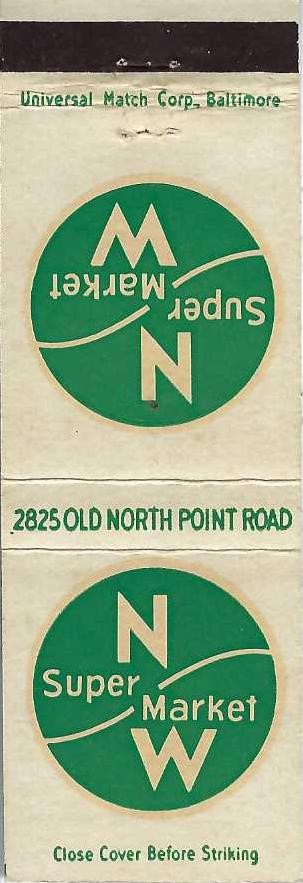 Universal Match Corp., Baltimore
N
Super
Market
W
2825 OLD NORTH POINT ROAD
N
Super
Market
W
Close Cover Before Striking